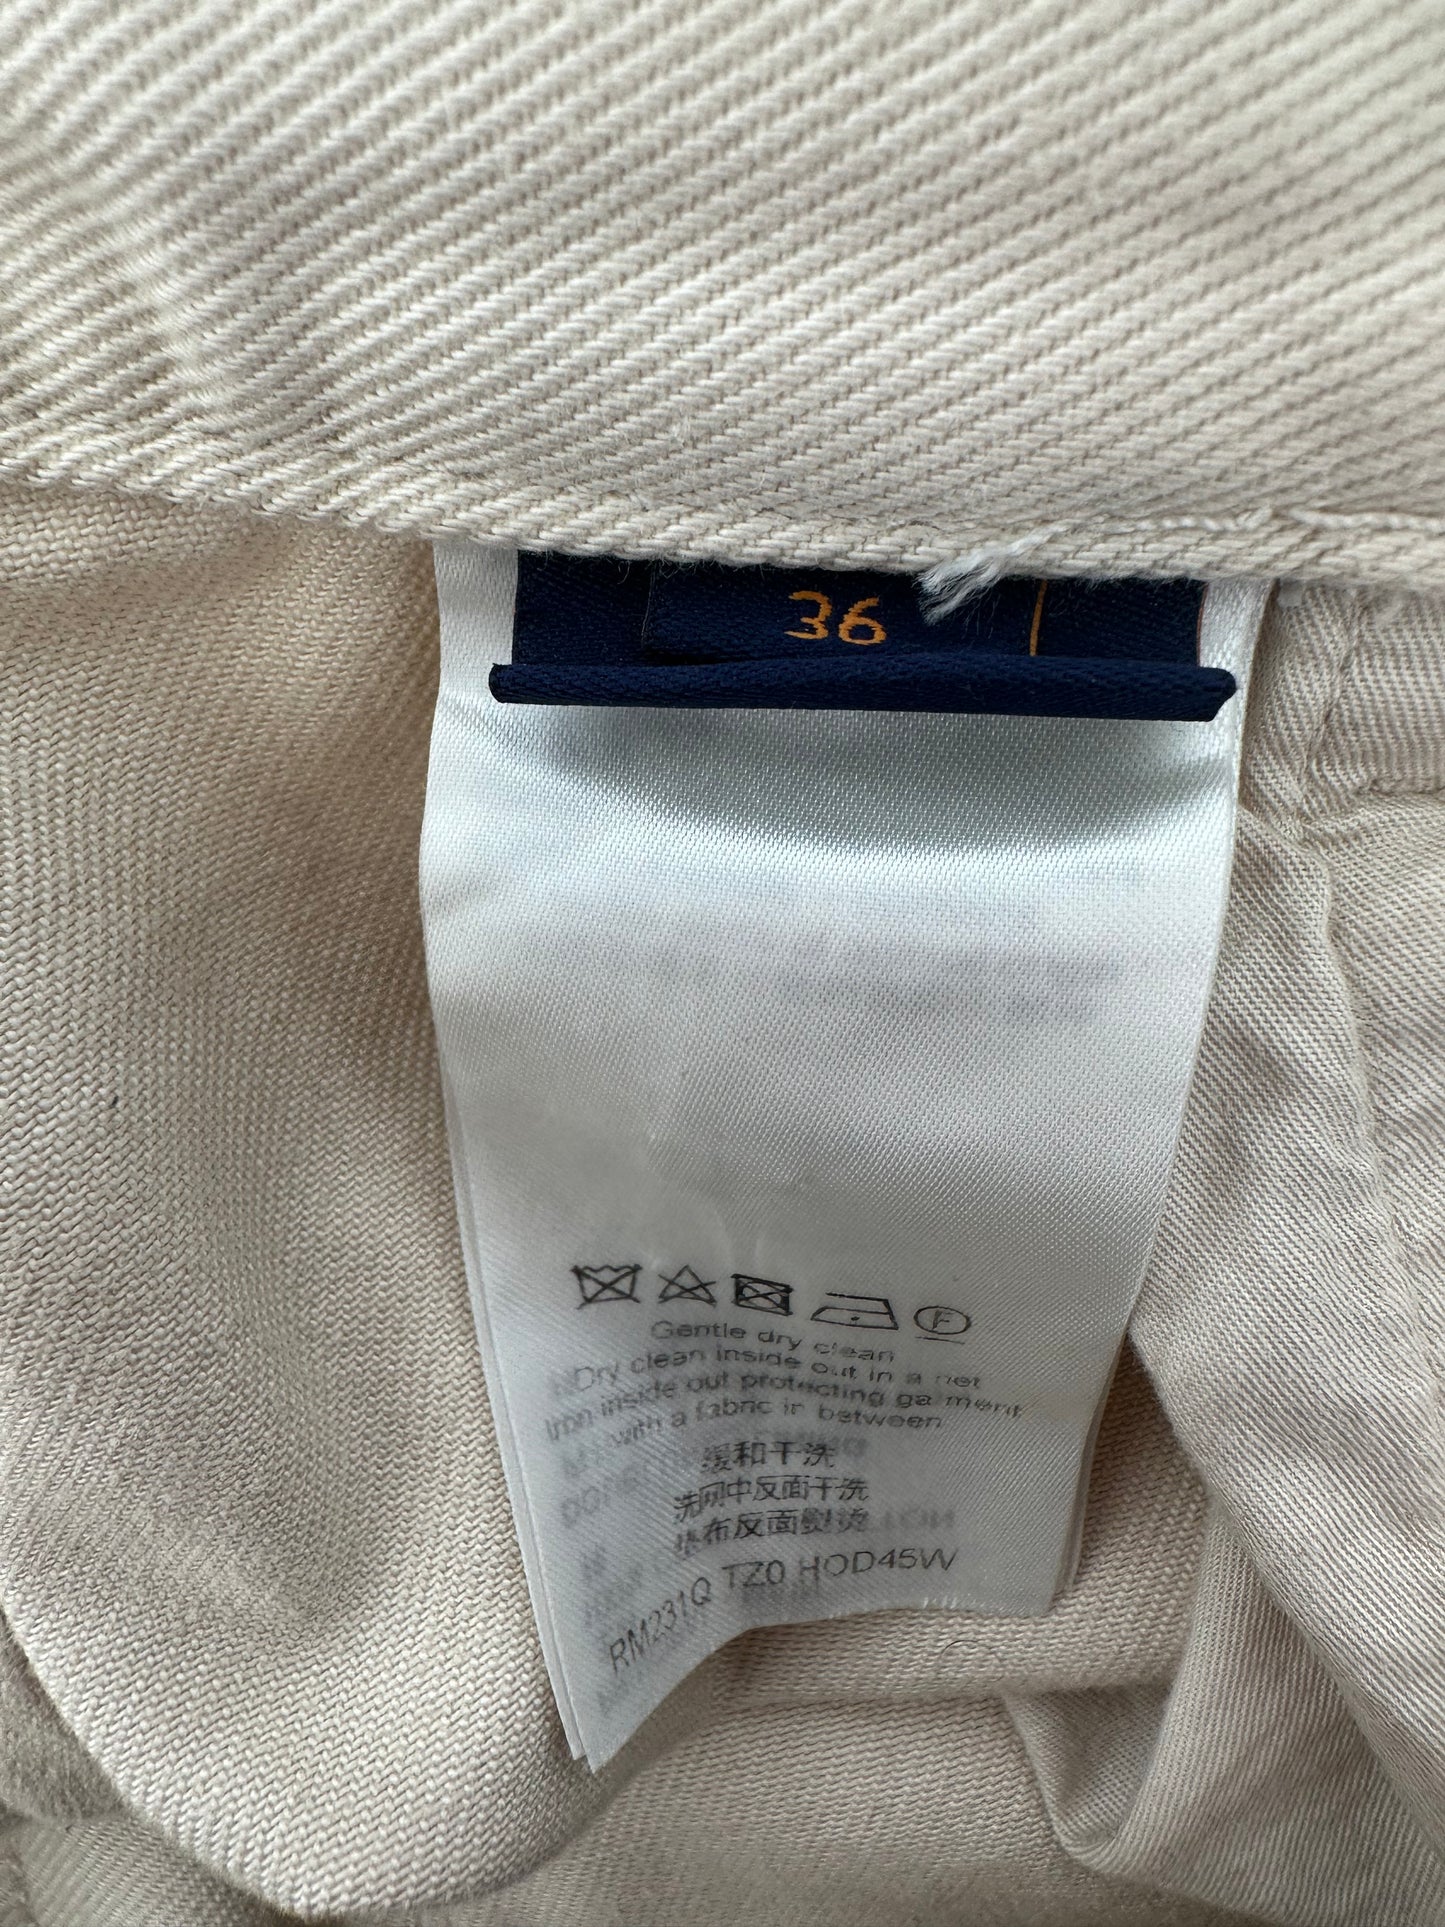 36
F
Gentle dry clean
Dry clean inside out in a net
Iron inside out protecting garment
with a fabric in between
缓和干洗
洗网中反面干洗
垫布反面熨烫
RM231Q TZ0 HOD45W